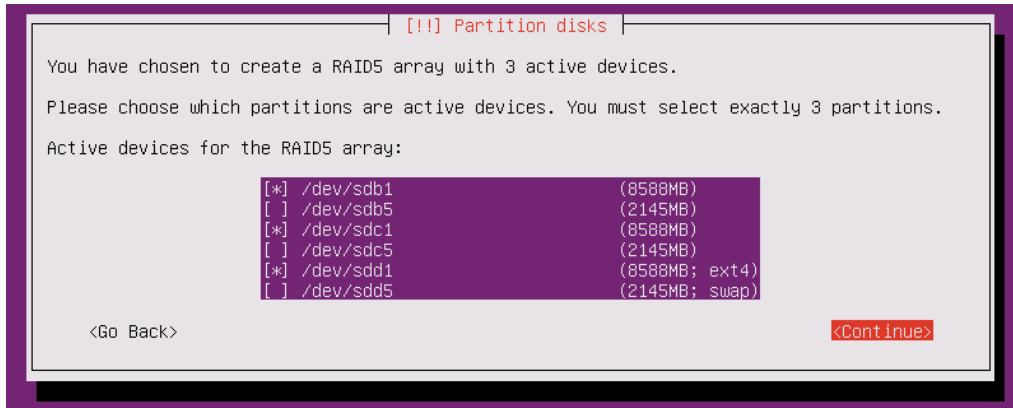 [!!] Partition disks
You have chosen to create a RAID5 array with 3 active devices.
Please choose which partitions are active devices. You must select exactly 3 partitions.
Active devices for the RAID5 array:
[*] /dev/sdb1 (8588MB)
[ ] /dev/sdb5 (2145MB)
[*] /dev/sdc1 (8588MB)
[ ] /dev/sdc5 (2145MB)
[*] /dev/sdd1 (8588MB; ext4)
[ ] /dev/sdd5 (2145MB; swap)
<Go Back> <Continue>